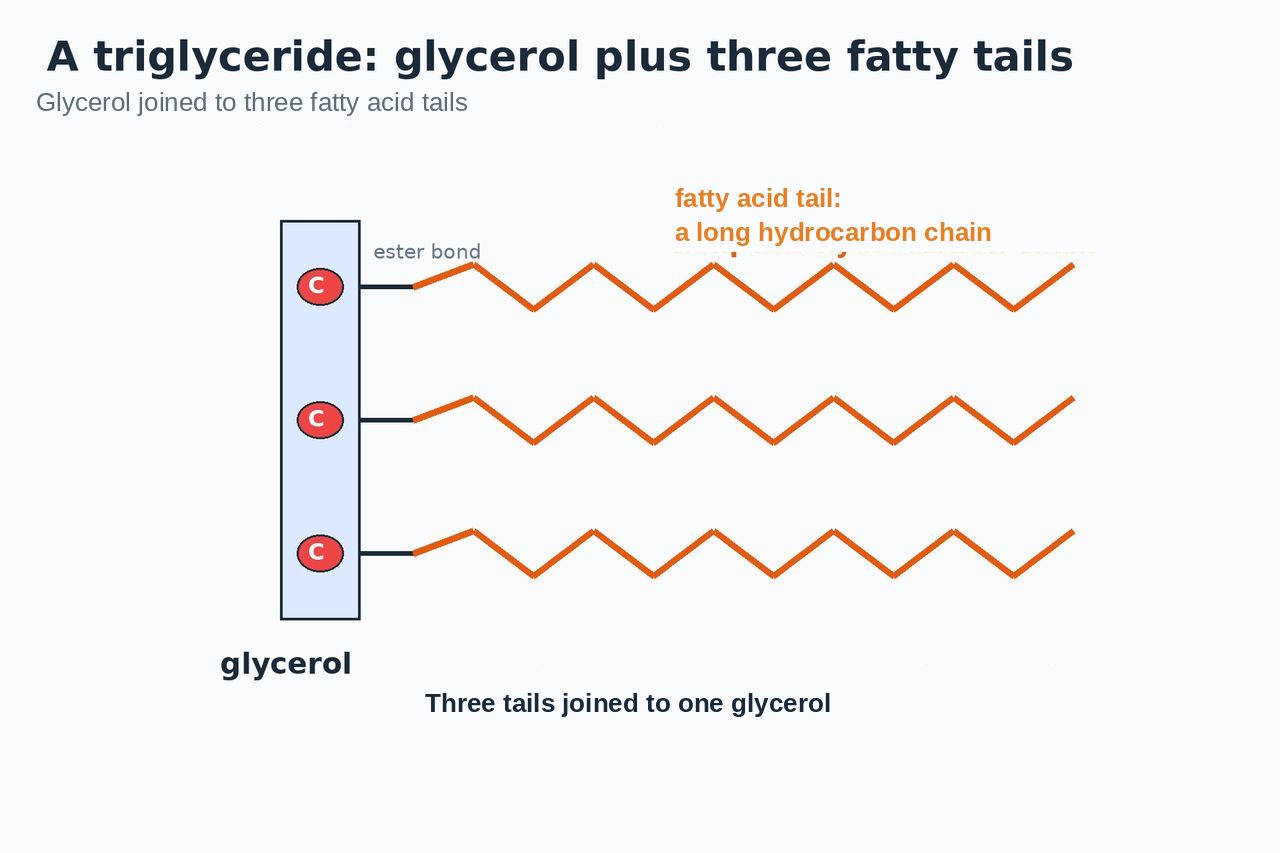 A triglyceride: glycerol plus three fatty tails
Glycerol joined to three fatty acid tails
fatty acid tail:
a long hydrocarbon chain
ester bond
C
C
C
glycerol
Three tails joined to one glycerol